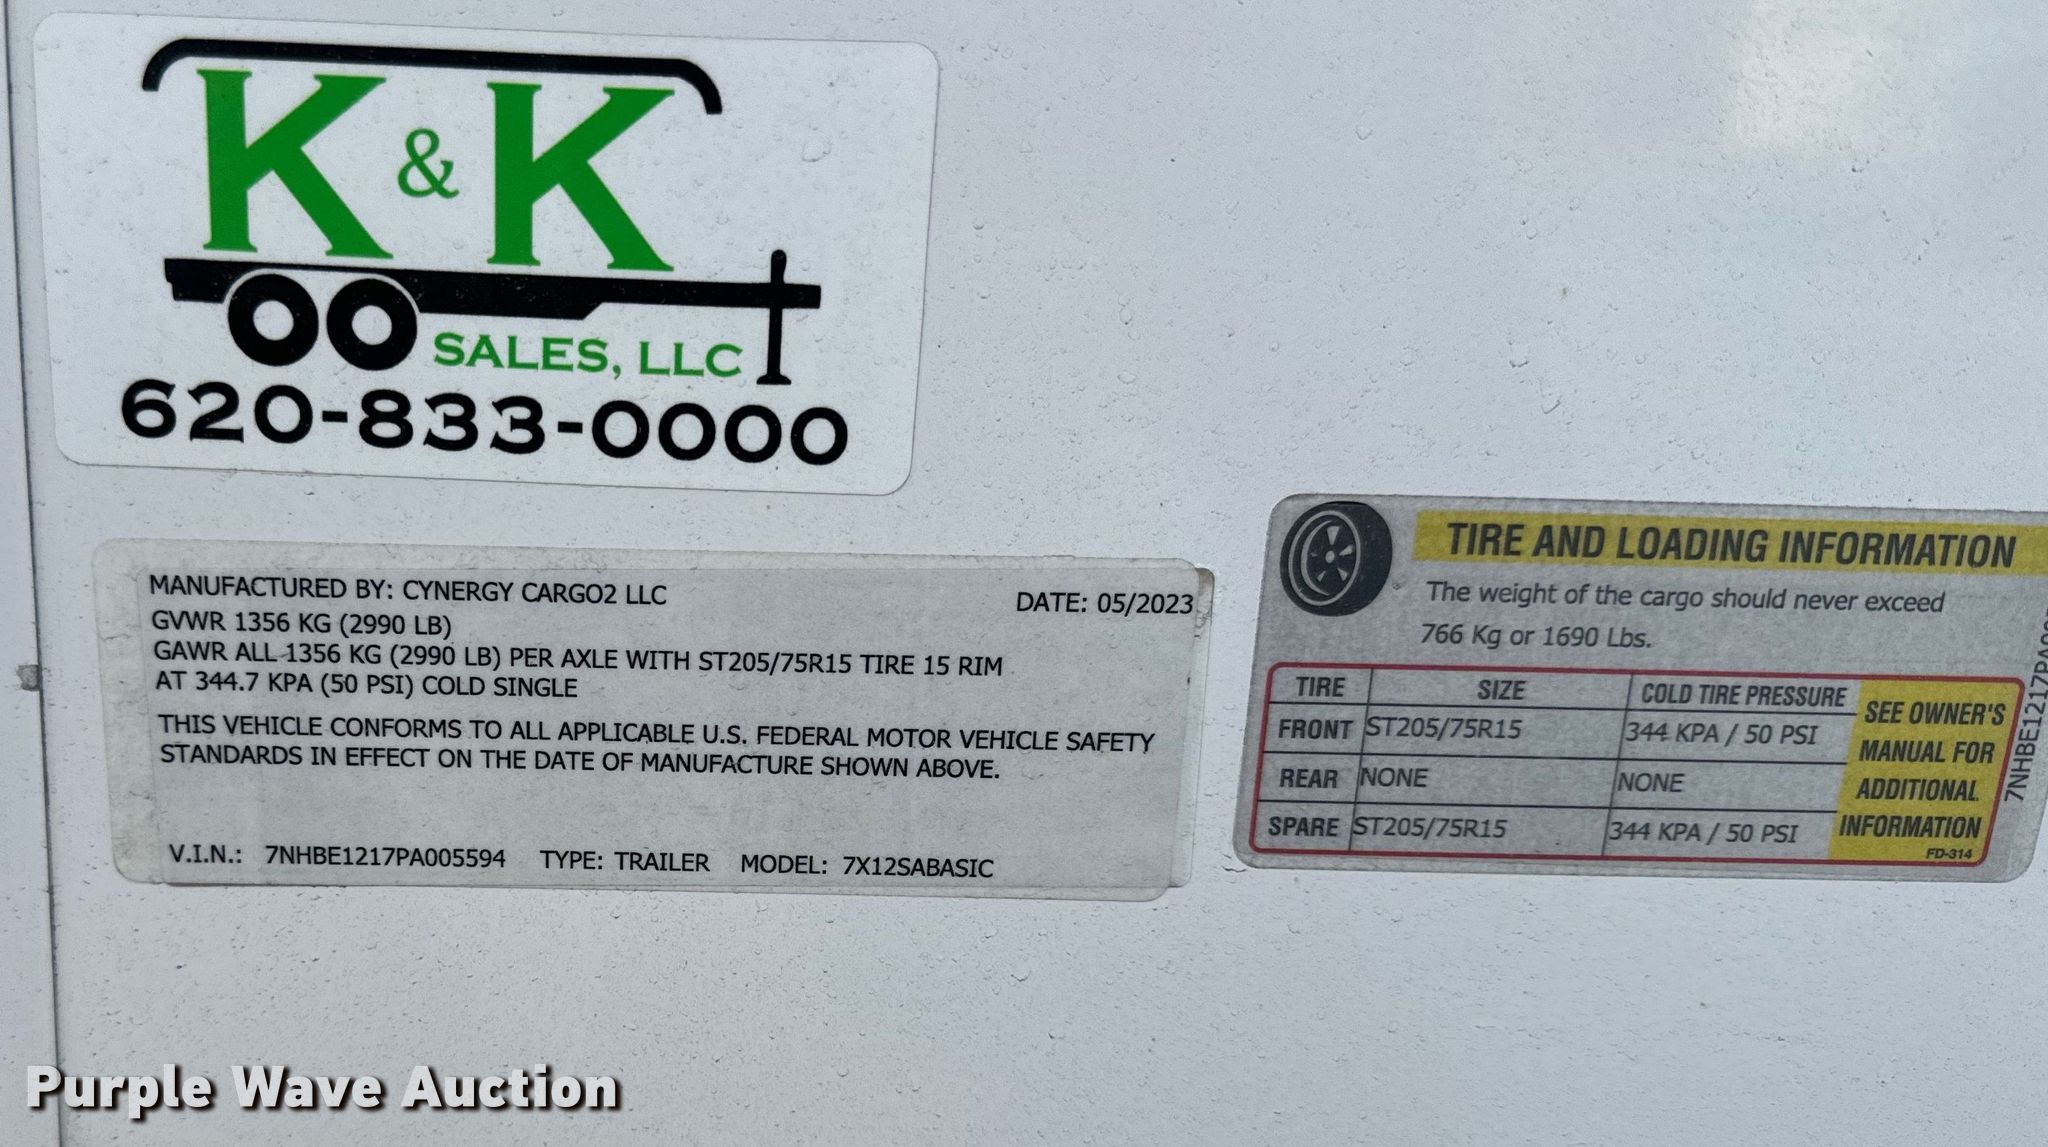 K & K
SALES, LLC
620-833-0000
MANUFACTURED BY: CYNERGY CARGO2 LLC DATE: 05/2023
GVWR 1356 KG (2990 LB)
GAWR ALL 1356 KG (2990 LB) PER AXLE WITH ST205/75R15 TIRE 15 RIM
AT 344.7 KPA (50 PSI) COLD SINGLE
THIS VEHICLE CONFORMS TO ALL APPLICABLE U.S. FEDERAL MOTOR VEHICLE SAFETY
STANDARDS IN EFFECT ON THE DATE OF MANUFACTURE SHOWN ABOVE.
V.I.N.: 7NHBE1217PA005594 TYPE: TRAILER MODEL: 7X12SABASIC
TIRE AND LOADING INFORMATION
The weight of the cargo should never exceed
766 Kg or 1690 Lbs.
TIRE SIZE COLD TIRE PRESSURE
FRONT ST205/75R15 344 KPA / 50 PSI
REAR NONE NONE
SPARE ST205/75R15 344 KPA / 50 PSI
SEE OWNER'S
MANUAL FOR
ADDITIONAL
INFORMATION
FD-314
Purple Wave Auction